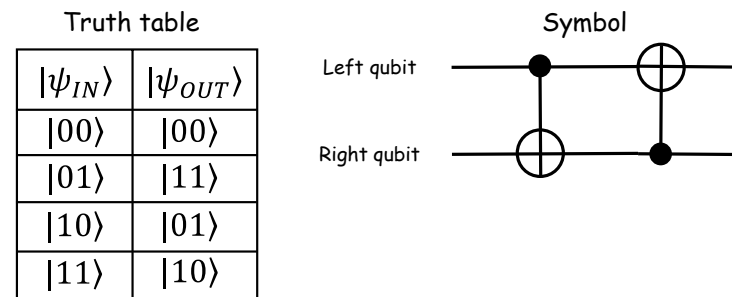 Truth table
|ψ_IN⟩ |ψ_OUT⟩
|00⟩ |00⟩
|01⟩ |11⟩
|10⟩ |01⟩
|11⟩ |10⟩
Symbol
Left qubit
Right qubit